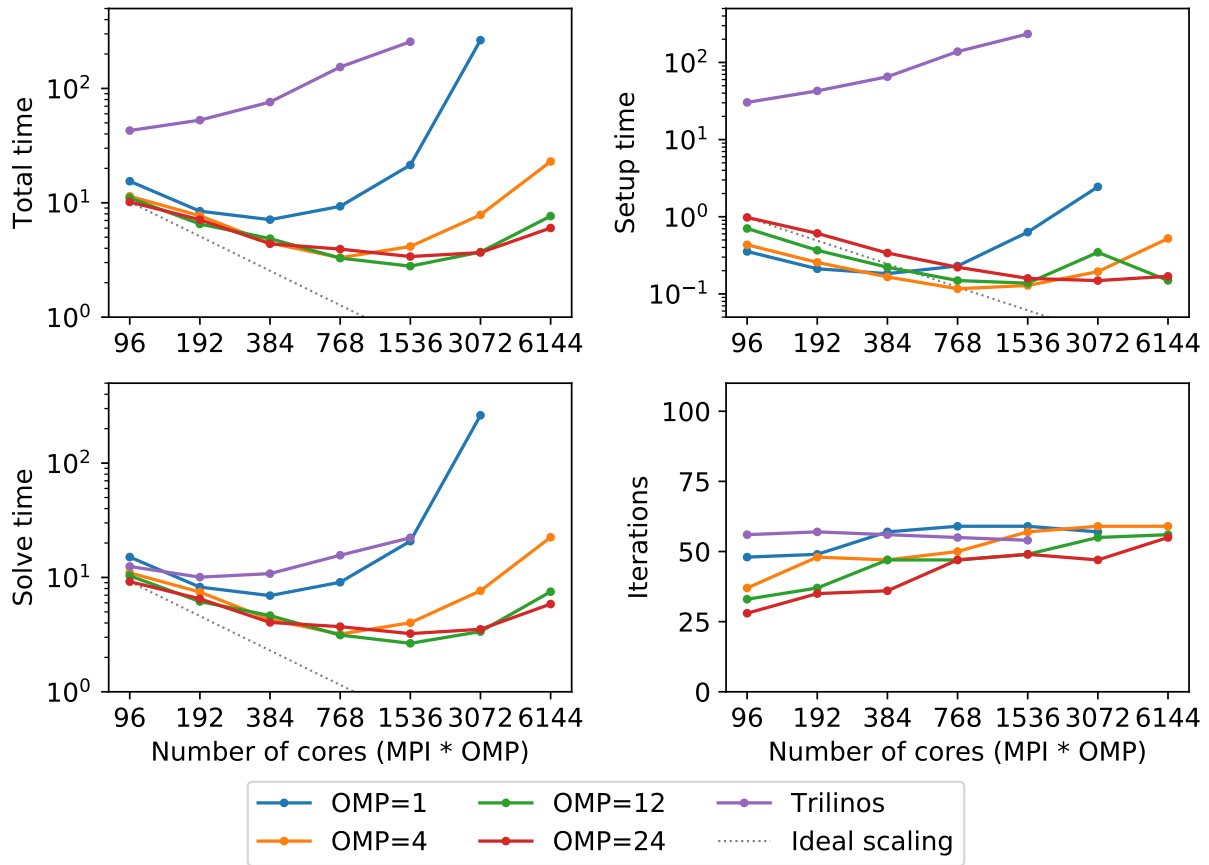 Total time
10^2
10^1
10^0
96 192 384 768 1536 3072 6144
Setup time
10^2
10^1
10^0
10^-1
96 192 384 768 1536 3072 6144
Solve time
10^2
10^1
10^0
96 192 384 768 1536 3072 6144
Number of cores (MPI * OMP)
Iterations
100
75
50
25
0
96 192 384 768 1536 3072 6144
Number of cores (MPI * OMP)
OMP=1 OMP=12 Trilinos
OMP=4 OMP=24 Ideal scaling